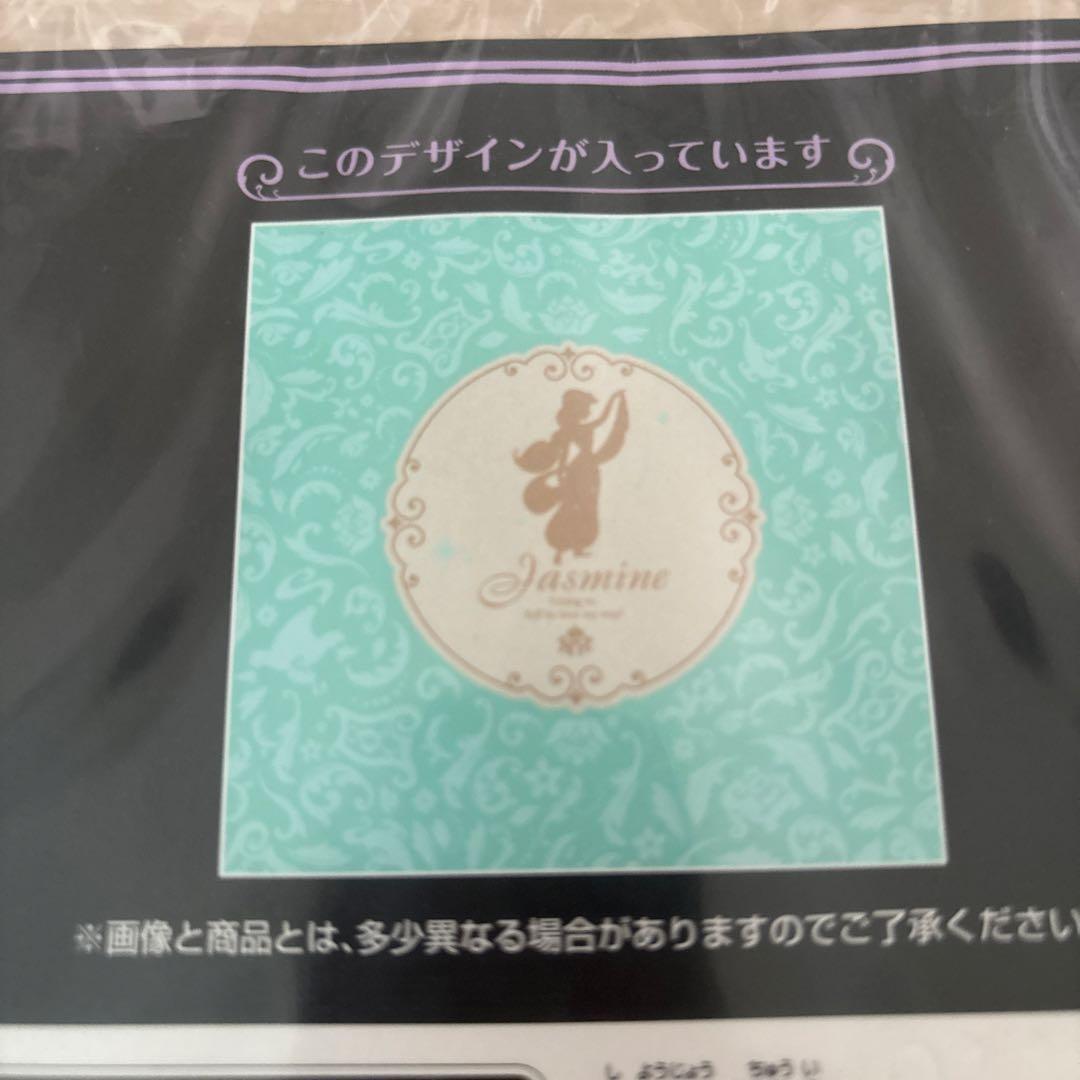 このデザインが入っています
Jasmine
※画像と商品とは、多少異なる場合がありますのでご了承ください
しようじょう ちゅうい